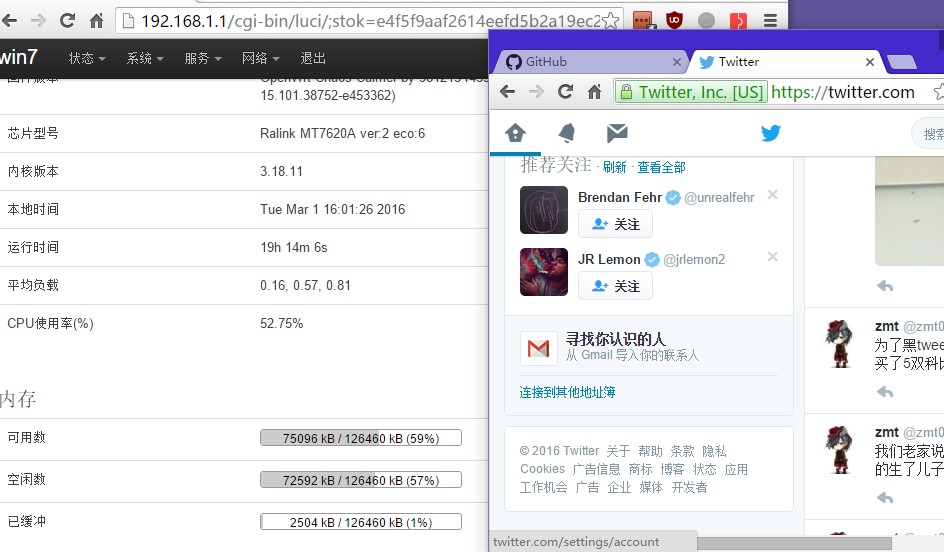 192.168.1.1/cgi-bin/luci/;stok=e4f5f9aaf2614eefd5b2a19ec2
win7 状态 系统 服务 网络 退出
15.101.38752-e453362)
芯片型号 Ralink MT7620A ver:2 eco:6
内核版本 3.18.11
本地时间 Tue Mar 1 16:01:26 2016
运行时间 19h 14m 6s
平均负载 0.16, 0.57, 0.81
CPU使用率(%) 52.75%
内存
可用数 75096 kB / 126460 kB (59%)
空闲数 72592 kB / 126460 kB (57%)
已缓冲 2504 kB / 126460 kB (1%)
GitHub
Twitter
Twitter, Inc. [US] https://twitter.com
搜索
推荐关注 · 刷新 · 查看全部
Brendan Fehr @unrealfehr
关注
JR Lemon @jrlemon2
关注
寻找你认识的人
从 Gmail 导入你的联系人
连接到其他地址簿
© 2016 Twitter 关于 帮助 条款 隐私
Cookies 广告信息 商标 博客 状态 应用
工作机会 广告 企业 媒体 开发者
twitter.com/settings/account
zmt @zmt0
为了黑twee
买了5双科比
zmt @zmt0
我们老家说
的生了儿子